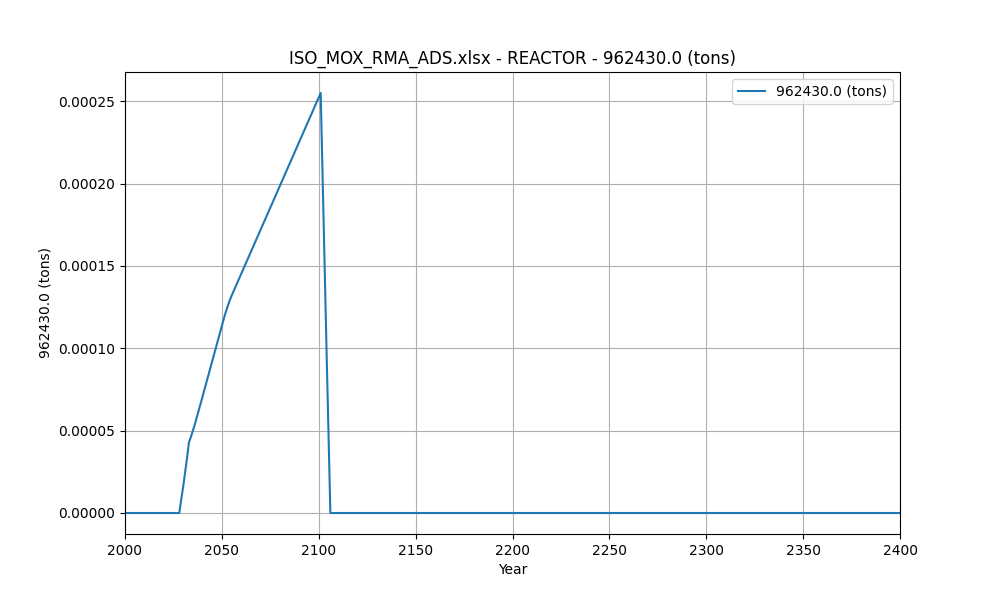 ISO_MOX_RMA_ADS.xlsx - REACTOR - 962430.0 (tons)
962430.0 (tons)
0.00025
0.00020
0.00015
0.00010
0.00005
0.00000
962430.0 (tons)
2000 2050 2100 2150 2200 2250 2300 2350 2400
Year